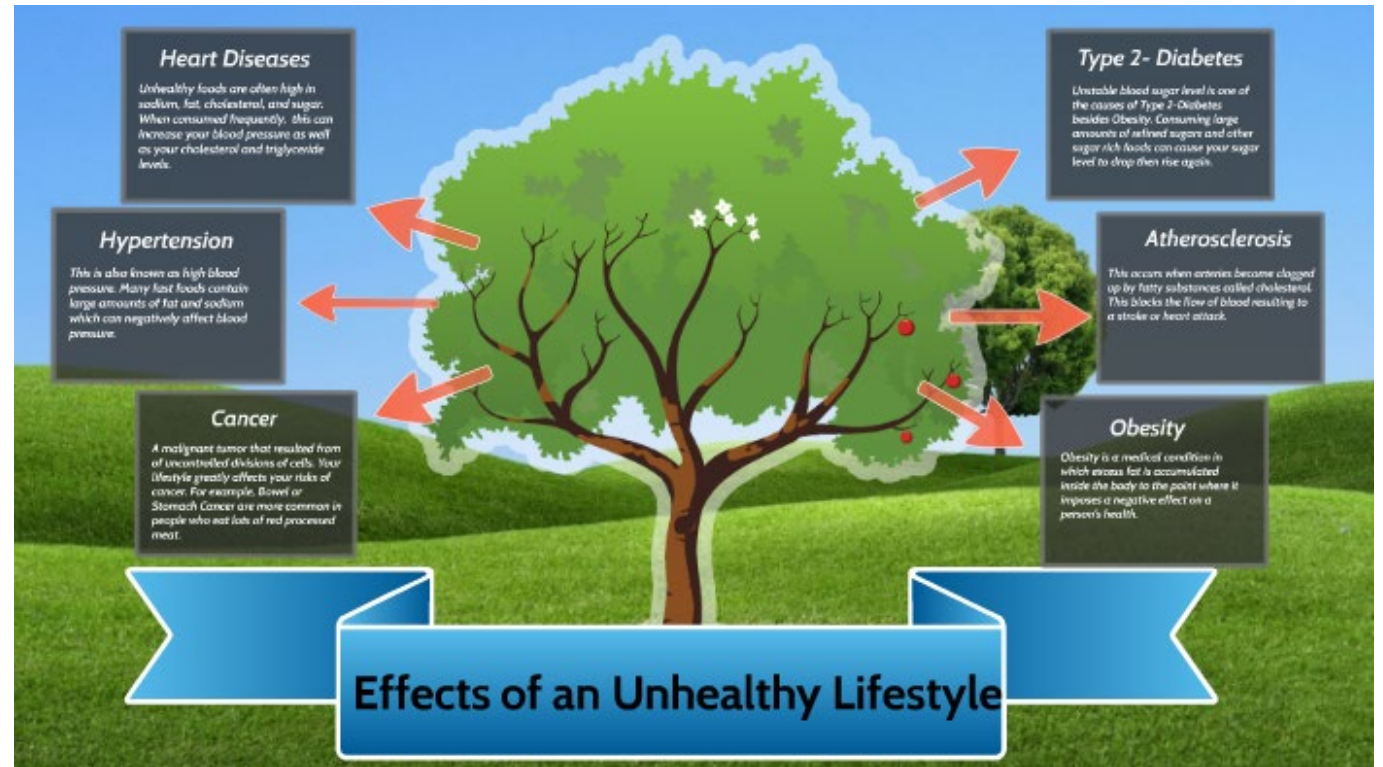 Heart Diseases
Unhealthy foods are often high in
sodium, fat, cholesterol, and sugar.
When consumed frequently, this can
increase your blood pressure as well
as your cholesterol and triglyceride
levels.
Hypertension
This is also known as high blood
pressure. Many fast foods contain
large amounts of fat and sodium
which can negatively affect blood
pressure.
Cancer
A malignant tumor that resulted from
of uncontrolled divisions of cells. Your
lifestyle greatly affects your risks of
cancer. For example, Bowel or
Stomach Cancer are more common in
people who eat lots of red processed
meat.
Type 2- Diabetes
Unstable blood sugar level is one of
the causes of Type 2-Diabetes
besides Obesity. Consuming large
amounts of refined sugars and other
sugar rich foods can cause your sugar
level to drop then rise again.
Atherosclerosis
This occurs when arteries become clogged
up by fatty substances called cholesterol.
This blocks the flow of blood resulting to
a stroke or heart attack.
Obesity
Obesity is a medical condition in
which excess fat is accumulated
inside the body to the point where it
imposes a negative effect on a
person's health.
Effects of an Unhealthy Lifestyle